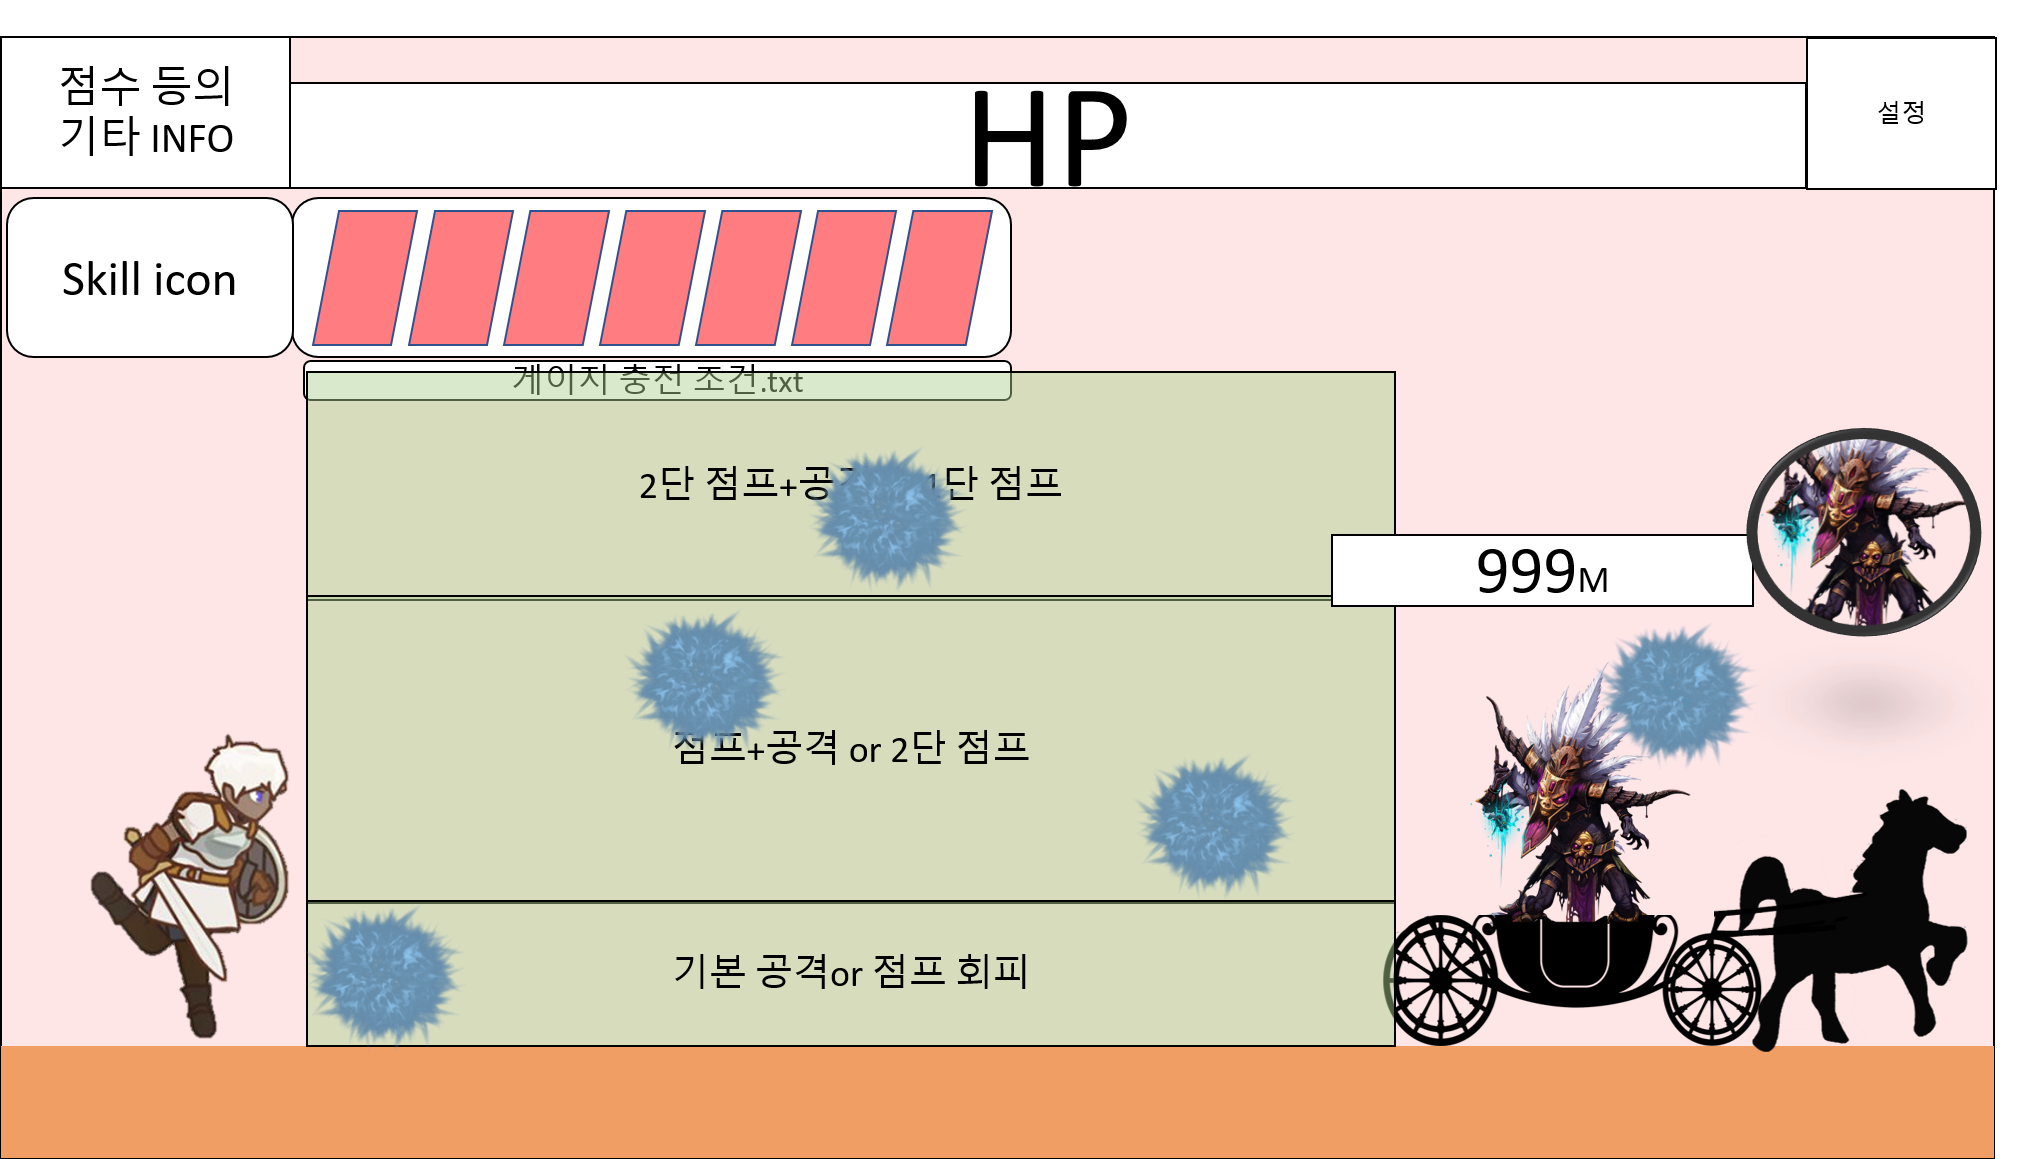 점수 등의
기타 INFO
HP
설정
Skill icon
게이지 충전 조건.txt
2단 점프+공 1단 점프
999M
점프+공격 or 2단 점프
기본 공격or 점프 회피